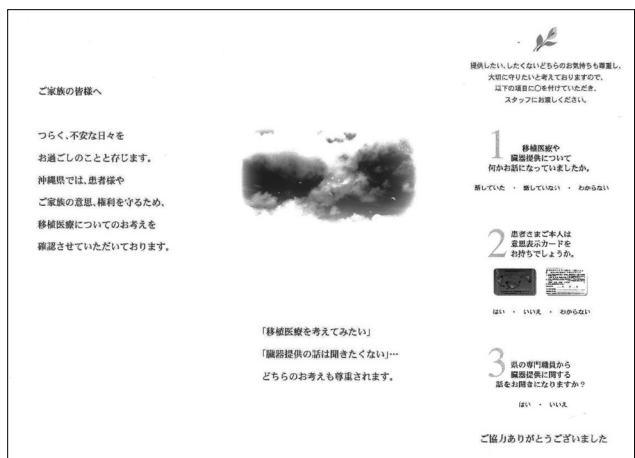 ご家族の皆様へ
つらく、不安な日々を
お過ごしのことと存じます。
沖縄県では、患者様や
ご家族の意思、権利を守るため、
移植医療についてのお考えを
確認させていただいております。
「移植医療を考えてみたい」
「臓器提供の話は聞きたくない」…
どちらのお考えも尊重されます。
提供したい、したくないどちらのお気持ちも尊重し、
大切に守りたいと考えておりますので、
以下の項目に○を付けていただき、
スタッフにお渡しください。
1
移植医療や
臓器提供について
何かお話になっていましたか。
話していた ・ 話していない ・ わからない
2
患者さまご本人は
意思表示カードを
お持ちでしょうか。
はい ・ いいえ ・ わからない
3
県の専門職員から
臓器提供に関する
話をお聞きになりますか?
はい ・ いいえ
ご協力ありがとうございました